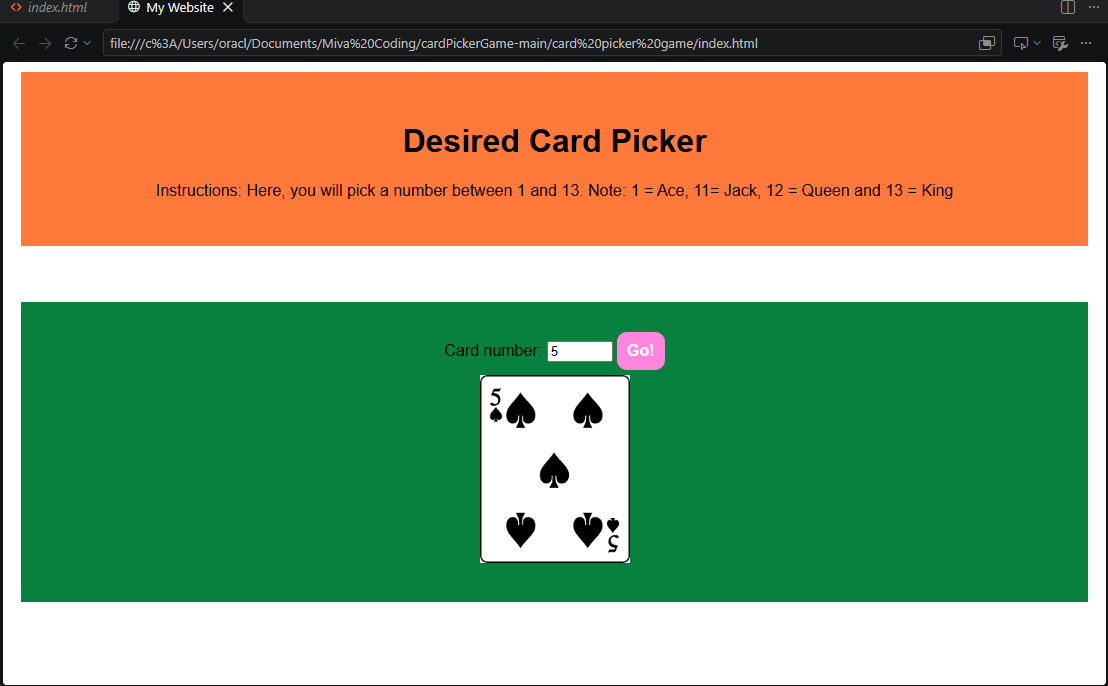 index.html
My Website
file:///c%3A/Users/oracl/Documents/Miva%20Coding/cardPickerGame-main/card%20picker%20game/index.html
Desired Card Picker
Instructions: Here, you will pick a number between 1 and 13. Note: 1 = Ace, 11= Jack, 12 = Queen and 13 = King
Card number: 5 Go!
5
5